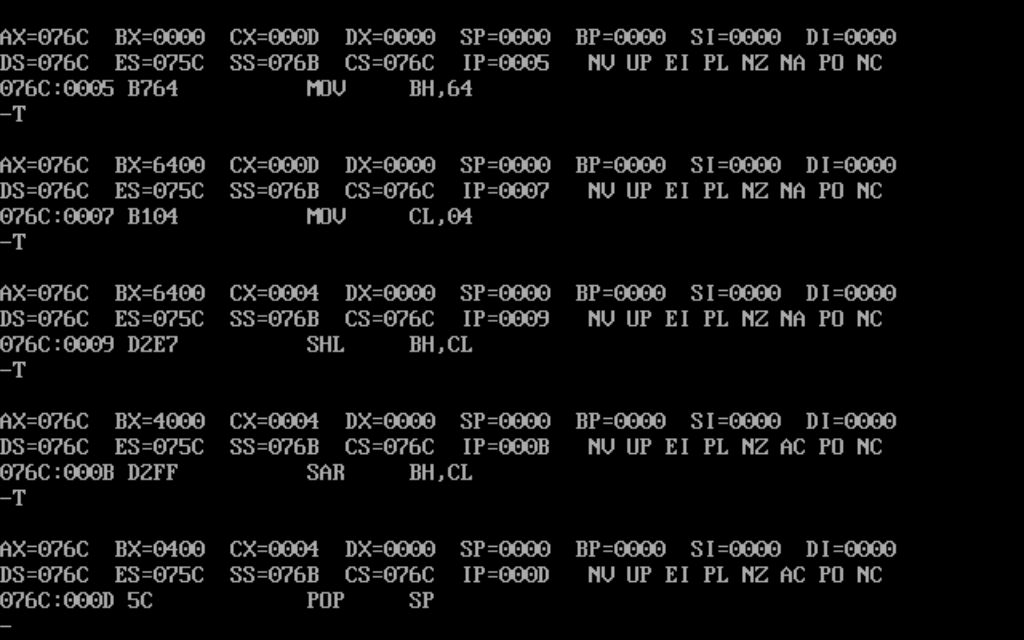 AX=076C  BX=0000  CX=000D  DX=0000  SP=0000  BP=0000  SI=0000  DI=0000
DS=076C  ES=075C  SS=076B  CS=076C  IP=0005   NV UP EI PL NZ NA PO NC
076C:0005 B764          MOV     BH,64
-T
AX=076C  BX=6400  CX=000D  DX=0000  SP=0000  BP=0000  SI=0000  DI=0000
DS=076C  ES=075C  SS=076B  CS=076C  IP=0007   NV UP EI PL NZ NA PO NC
076C:0007 B104          MOV     CL,04
-T
AX=076C  BX=6400  CX=0004  DX=0000  SP=0000  BP=0000  SI=0000  DI=0000
DS=076C  ES=075C  SS=076B  CS=076C  IP=0009   NV UP EI PL NZ NA PO NC
076C:0009 D2E7          SHL     BH,CL
-T
AX=076C  BX=4000  CX=0004  DX=0000  SP=0000  BP=0000  SI=0000  DI=0000
DS=076C  ES=075C  SS=076B  CS=076C  IP=000B   NV UP EI PL NZ AC PO NC
076C:000B D2FF          SAR     BH,CL
-T
AX=076C  BX=0400  CX=0004  DX=0000  SP=0000  BP=0000  SI=0000  DI=0000
DS=076C  ES=075C  SS=076B  CS=076C  IP=000D   NV UP EI PL NZ AC PO NC
076C:000D 5C            POP     SP
-